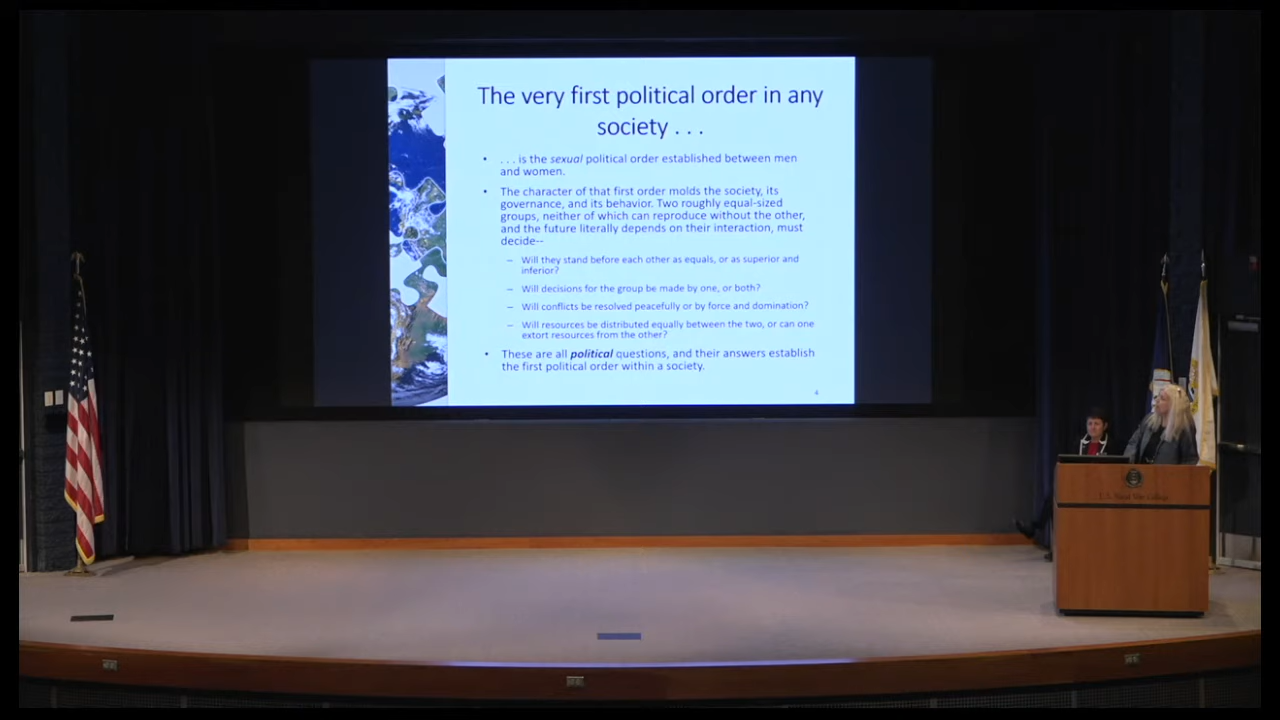 The very first political order in any
society . . .
• . . . is the sexual political order established between men
and women.
• The character of that first order molds the society, its
governance, and its behavior. Two roughly equal-sized
groups, neither of which can reproduce without the other,
and the future literally depends on their interaction, must
decide--
– Will they stand before each other as equals, or as superior and
inferior?
– Will decisions for the group be made by one, or both?
– Will conflicts be resolved peacefully or by force and domination?
– Will resources be distributed equally between the two, or can one
extort resources from the other?
• These are all political questions, and their answers establish
the first political order within a society.
4
U.S. Naval War College